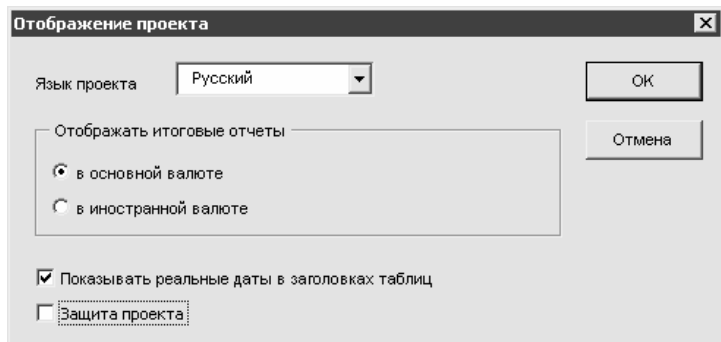 Отображение проекта
Язык проекта Русский ОК
Отображать итоговые отчеты Отмена
в основной валюте
в иностранной валюте
Показывать реальные даты в заголовках таблиц
Защита проекта